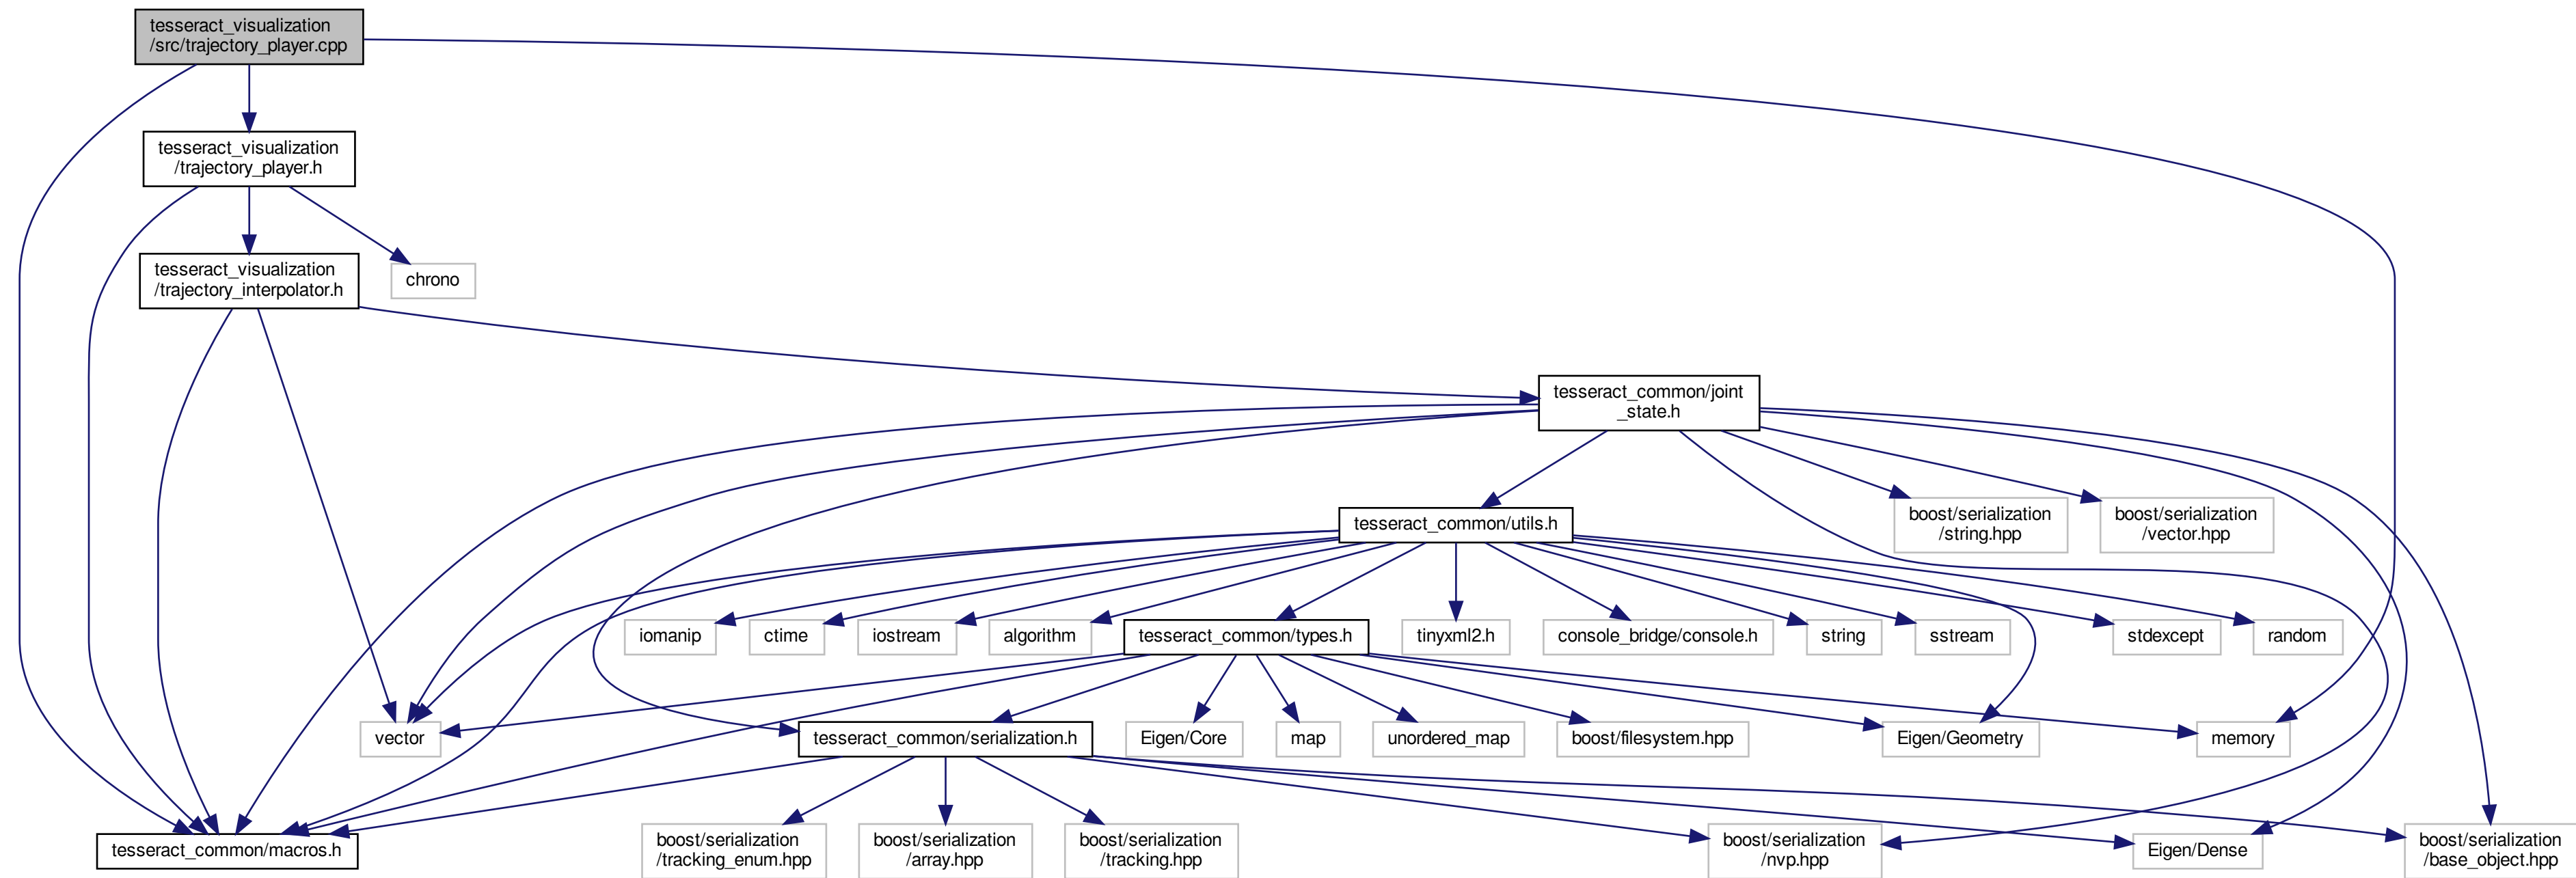 tesseract_visualization
/src/trajectory_player.cpp
tesseract_visualization
/trajectory_player.h
tesseract_visualization
/trajectory_interpolator.h
chrono
tesseract_common/joint
_state.h
tesseract_common/utils.h
boost/serialization
/string.hpp
boost/serialization
/vector.hpp
iomanip
ctime
iostream
algorithm
tesseract_common/types.h
tinyxml2.h
console_bridge/console.h
string
sstream
stdexcept
random
vector
tesseract_common/serialization.h
Eigen/Core
map
unordered_map
boost/filesystem.hpp
Eigen/Geometry
memory
tesseract_common/macros.h
boost/serialization
/tracking_enum.hpp
boost/serialization
/array.hpp
boost/serialization
/tracking.hpp
boost/serialization
/nvp.hpp
Eigen/Dense
boost/serialization
/base_object.hpp